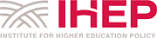 IHEP
INSTITUTE FOR HIGHER EDUCATION POLICY